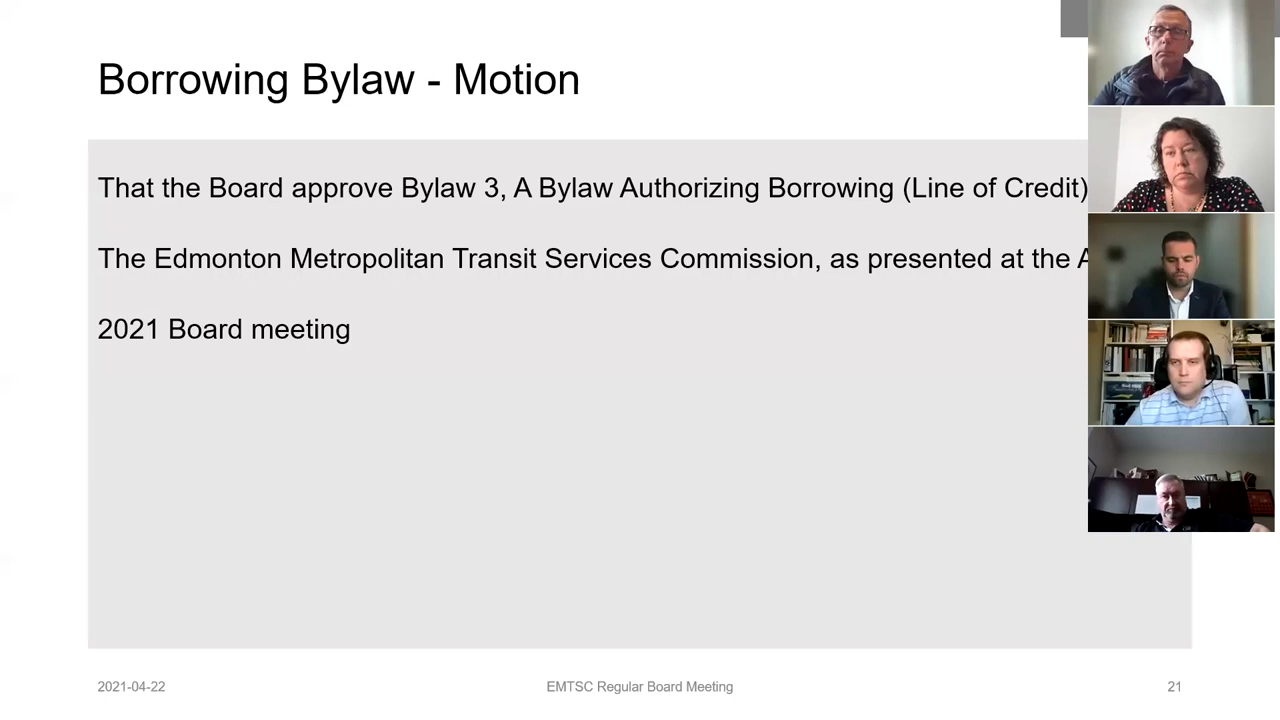 Borrowing Bylaw - Motion
That the Board approve Bylaw 3, A Bylaw Authorizing Borrowing (Line of Credit)
The Edmonton Metropolitan Transit Services Commission, as presented at the
2021 Board meeting
2021-04-22
EMTSC Regular Board Meeting
21